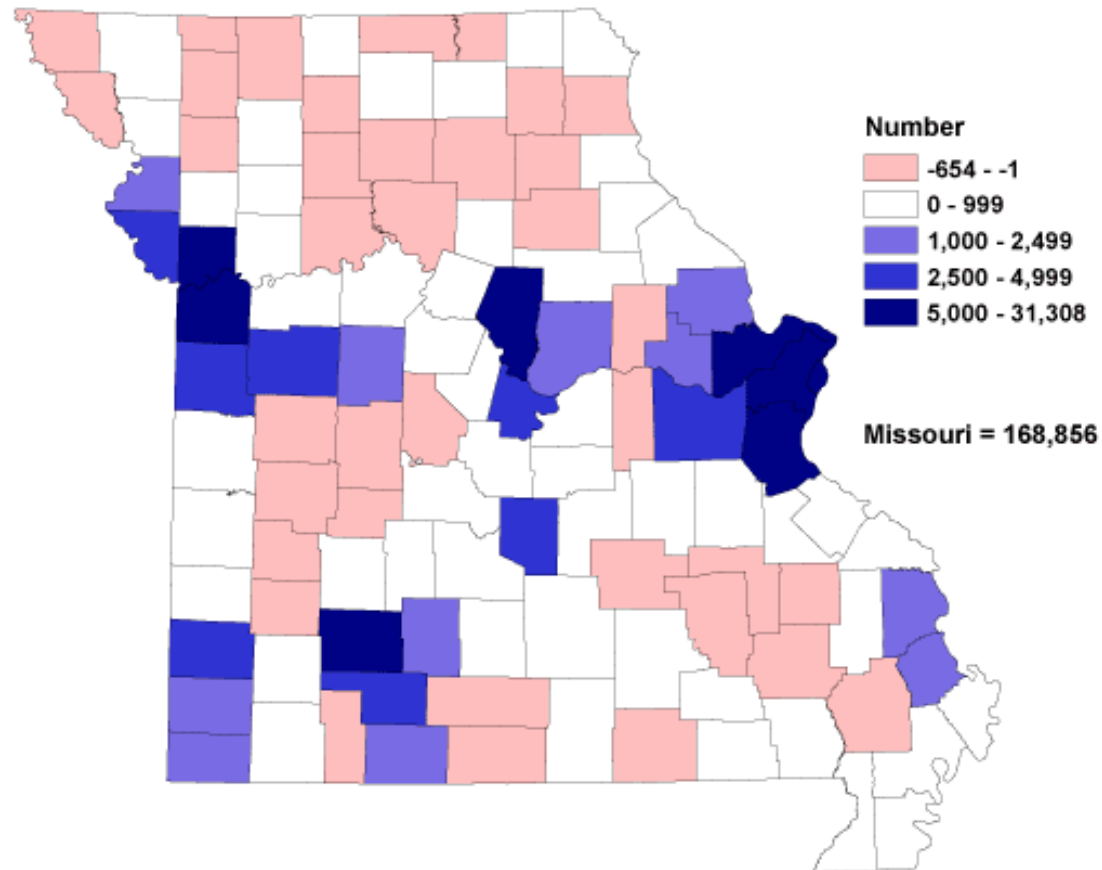 Number
-654 - -1
0 - 999
1,000 - 2,499
2,500 - 4,999
5,000 - 31,308
Missouri = 168,856